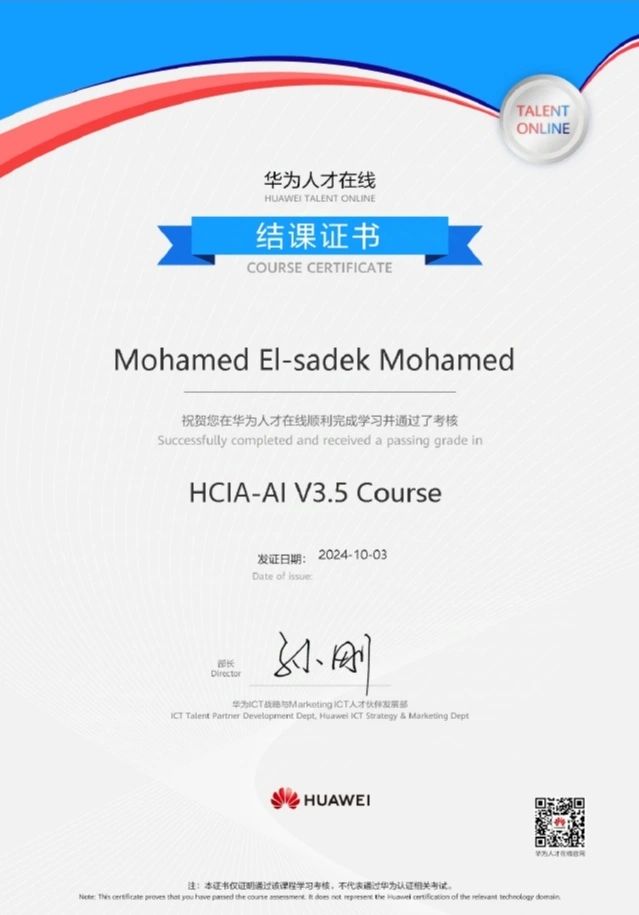 TALENT
ONLINE
华为人才在线
HUAWEI TALENT ONLINE
结课证书
COURSE CERTIFICATE
Mohamed El-sadek Mohamed
祝贺您在华为人才在线顺利完成学习并通过了考核
Successfully completed and received a passing grade in
HCIA-AI V3.5 Course
发证日期: 2024-10-03
Date of issue:
部长
Director
孙刚
华为ICT战略与Marketing ICT人才伙伴发展部
ICT Talent Partner Development Dept, Huawei ICT Strategy & Marketing Dept
HUAWEI
华为人才在线官网
注：本证书仅证明通过该课程学习考核，不代表通过华为认证相关考试。
Note: This certificate proves that you have passed the course assessment. It does not represent the Huawei certification of the relevant technology domain.